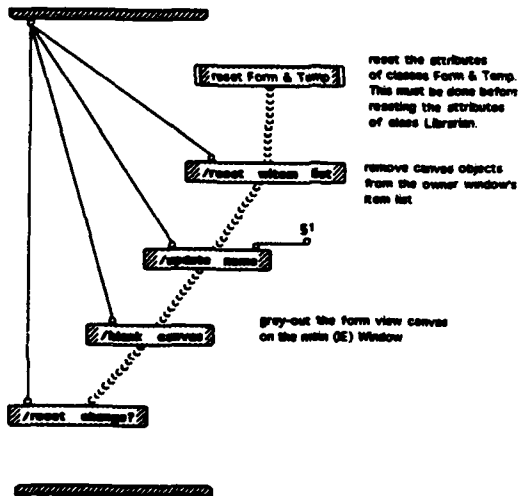 reset Form & Temp
reset the attributes
of classes Form & Temp.
This must be done before
reseting the attributes
of class Librarian.
/reset witem list
remove canvas objects
from the owner window's
item list
§1
/update name
/blank canvas
grey-out the form view canvas
on the main (IE) Window
/reset change?